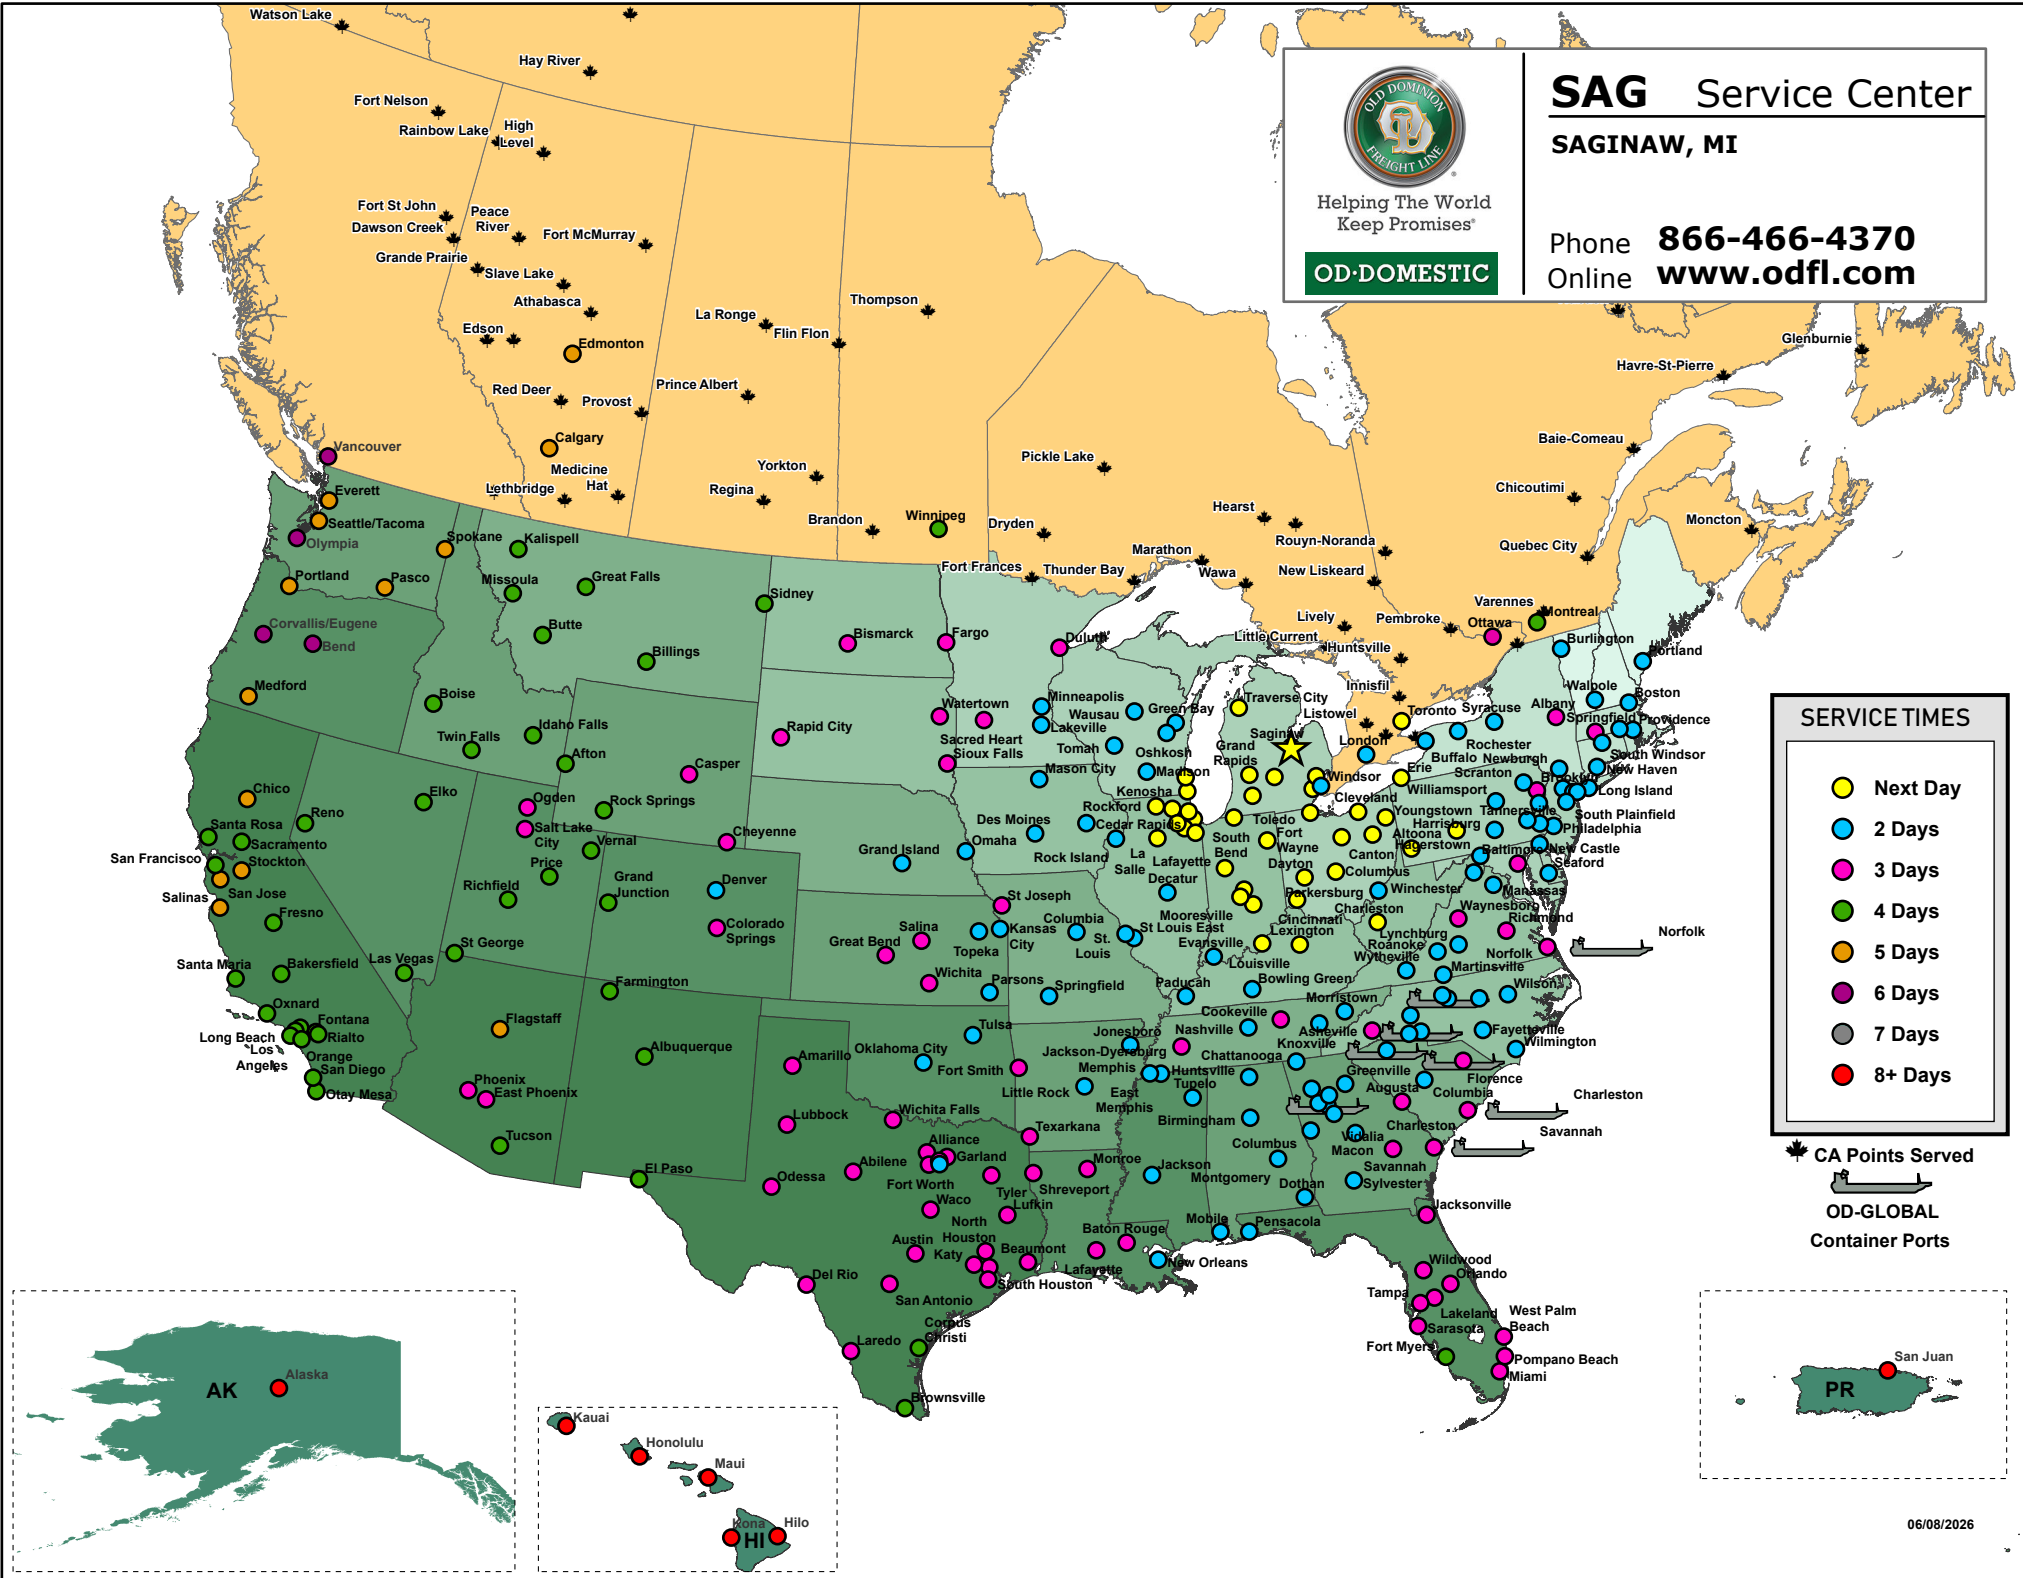 Watson Lake
Hay River
Fort Nelson
Rainbow Lake
High
Level
Fort St John
Dawson Creek
Peace
River
Fort McMurray
Grande Prairie
Slave Lake
Athabasca
Edson
Edmonton
La Ronge
Flin Flon
Thompson
Red Deer
Provost
Prince Albert
Calgary
Vancouver
Medicine
Hat
Lethbridge
Yorkton
Regina
Brandon
Winnipeg
Dryden
Pickle Lake
Hearst
Rouyn-Noranda
Marathon
Fort Frances
Thunder Bay
Wawa
New Liskeard
Lively
Pembroke
Varennes
Montreal
Ottawa
Little Current
Huntsville
Innisfil
Listowel
Toronto
London
Windsor
Glenburnie
Havre-St-Pierre
Baie-Comeau
Chicoutimi
Quebec City
Moncton
OLD DOMINION
FREIGHT LINE
Helping The World
Keep Promises®
OD·DOMESTIC
SAG Service Center
SAGINAW, MI
Phone 866-466-4370
Online www.odfl.com
Everett
Seattle/Tacoma
Olympia
Spokane
Portland
Pasco
Corvallis/Eugene
Bend
Medford
Kalispell
Missoula
Great Falls
Butte
Billings
Sidney
Boise
Idaho Falls
Twin Falls
Afton
Bismarck
Fargo
Duluth
Watertown
Sacred Heart
Sioux Falls
Rapid City
Casper
Minneapolis
Lakeville
Wausau
Green Bay
Tomah
Oshkosh
Mason City
Madison
Kenosha
Rockford
Traverse City
Saginaw
Grand
Rapids
Chico
Reno
Elko
Santa Rosa
Sacramento
San Francisco
Stockton
San Jose
Salinas
Fresno
Ogden
Salt Lake
City
Rock Springs
Vernal
Price
Richfield
Grand
Junction
Cheyenne
Denver
Colorado
Springs
Grand Island
Omaha
Des Moines
Cedar Rapids
Rock Island
La
Salle
Lafayette
Decatur
South
Bend
Toledo
Fort
Wayne
Dayton
Cleveland
Erie
Youngstown
Canton
Columbus
Parkersburg
Altoona
Hagerstown
Harrisburg
Williamsport
Syracuse
Rochester
Buffalo
Newburgh
Scranton
Tannersville
Brooklyn
Long Island
South Plainfield
Philadelphia
New Castle
Baltimore
Seaford
Manassas
Burlington
Portland
Walpole
Boston
Albany
Springfield
Providence
South Windsor
New Haven
Santa Maria
Bakersfield
Las Vegas
St George
Oxnard
Fontana
Rialto
Long Beach
Los
Angeles
Orange
San Diego
Otay Mesa
Flagstaff
Farmington
Albuquerque
Phoenix
East Phoenix
Tucson
El Paso
St Joseph
Salina
Great Bend
Topeka
Kansas
City
Columbia
Wichita
Parsons
Springfield
St.
Louis
St Louis East
Mooresville
Evansville
Cincinnati
Lexington
Louisville
Bowling Green
Paducah
Charleston
Winchester
Waynesboro
Richmond
Lynchburg
Roanoke
Wytheville
Norfolk
Martinsville
Norfolk
Wilson
Fayetteville
Wilmington
Morristown
Cookeville
Nashville
Asheville
Knoxville
Jonesboro
Jackson-Dyersburg
Memphis
East
Memphis
Chattanooga
Huntsville
Tupelo
Birmingham
Greenville
Augusta
Florence
Columbia
Charleston
Charleston
Savannah
Savannah
Vidalia
Macon
Columbus
Montgomery
Dothan
Sylvester
Jackson
Mobile
Pensacola
New Orleans
Tulsa
Oklahoma City
Fort Smith
Little Rock
Amarillo
Lubbock
Wichita Falls
Texarkana
Alliance
Garland
Fort Worth
Abilene
Odessa
Waco
Tyler
Lufkin
Shreveport
Monroe
North
Houston
Austin
Katy
Beaumont
South Houston
Lafayette
Baton Rouge
Del Rio
San Antonio
Laredo
Corpus
Christi
Brownsville
Jacksonville
Wildwood
Orlando
Tampa
Lakeland
Sarasota
Fort Myers
West Palm
Beach
Pompano Beach
Miami
AK
Alaska
Kauai
Honolulu
Maui
Kona
Hilo
HI
PR
San Juan
SERVICE TIMES
Next Day
2 Days
3 Days
4 Days
5 Days
6 Days
7 Days
8+ Days
CA Points Served
OD-GLOBAL
Container Ports
06/08/2026